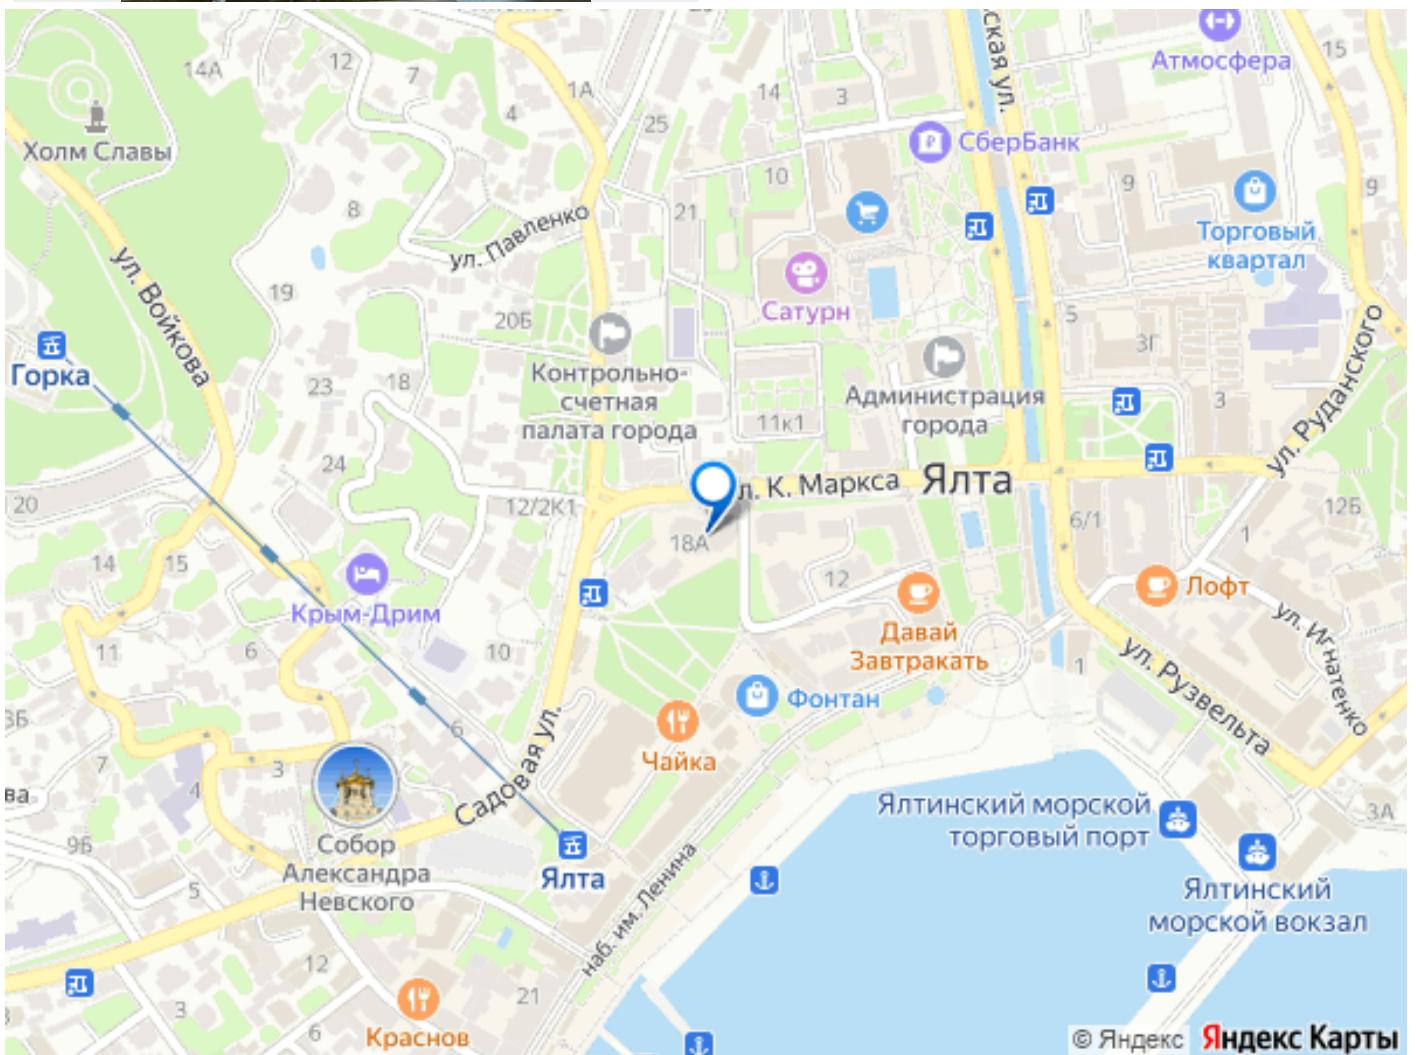 ская ул.
Атмосфера
15
14А
12
7
4
1А
14
3
25
СберБанк
Холм Славы
10
9
9
8
21
ул. Павленко
Торговый
квартал
ул. Войкова
19
Сатурн
20Б
5
3Г
Горка
Контрольно-
счетная
палата города
23
18
Администрация
города
11к1
3
ул. Руданского
24
л. К. Маркса
Ялта
20
12/2К1
6/1
12Б
1
18А
14
15
12
Крым-Дрим
Лофт
Давай
Завтракать
ул. Игнатенко
11
6
10
1
ул. Рузвельта
Фонтан
3Б
6
Чайка
7
3
4
Садовая ул.
ва
Ялтинский морской
торговый порт
3А
9Б
Собор
Александра
Невского
Ялта
наб. им. Ленина
5
Ялтинский
морской вокзал
12
3
21
6
Краснов
© Яндекс Яндекс Карты